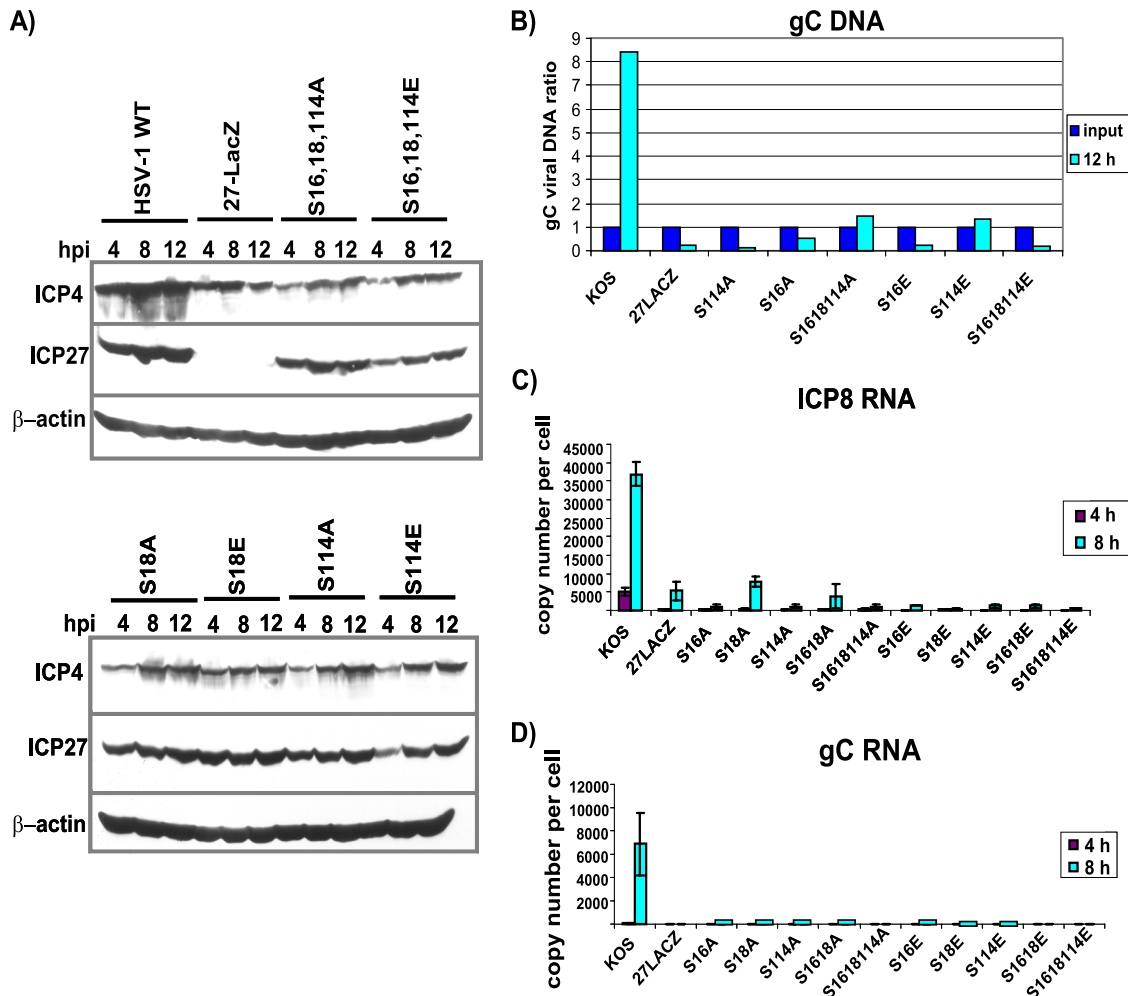 A)
HSV-1 WT
27-LacZ
S16,18,114A
S16,18,114E
hpi 4 8 12 4 8 12 4 8 12 4 8 12
ICP4
ICP27
β–actin
S18A
S18E
S114A
S114E
hpi 4 8 12 4 8 12 4 8 12 4 8 12
ICP4
ICP27
β–actin
B)
gC DNA
gC viral DNA ratio
9
8
7
6
5
4
3
2
1
0
KOS
27LACZ
S114A
S16A
S1618114A
S16E
S114E
S1618114E
input
12 h
C)
ICP8 RNA
copy number per cell
45000
40000
35000
30000
25000
20000
15000
10000
5000
KOS
27LACZ
S16A
S18A
S114A
S1618A
S1618114A
S16E
S18E
S114E
S1618E
S1618114E
4 h
8 h
D)
gC RNA
copy number per cell
12000
10000
8000
6000
4000
2000
KOS
27LACZ
S16A
S18A
S114A
S1618A
S1618114A
S16E
S18E
S114E
S1618E
S1618114E
4 h
8 h